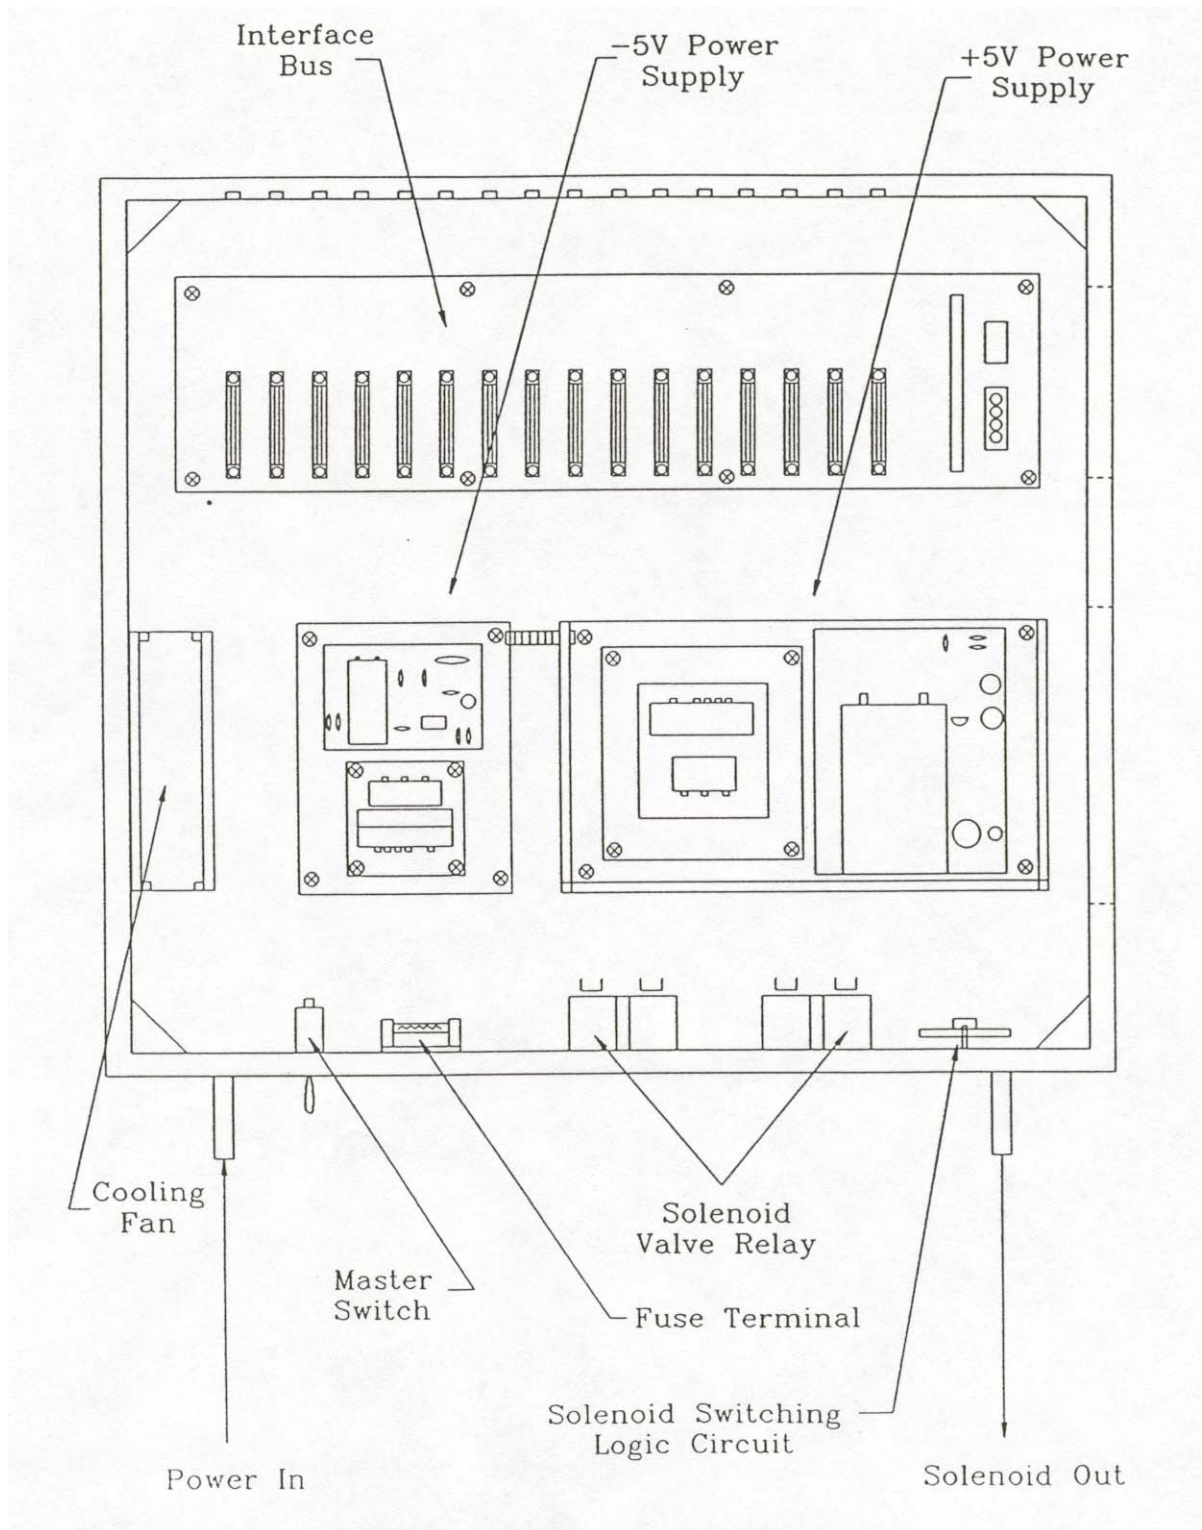 Interface
Bus
-5V Power
Supply
+5V Power
Supply
Cooling
Fan
Master
Switch
Solenoid
Valve Relay
Fuse Terminal
Solenoid Switching
Logic Circuit
Power In
Solenoid Out